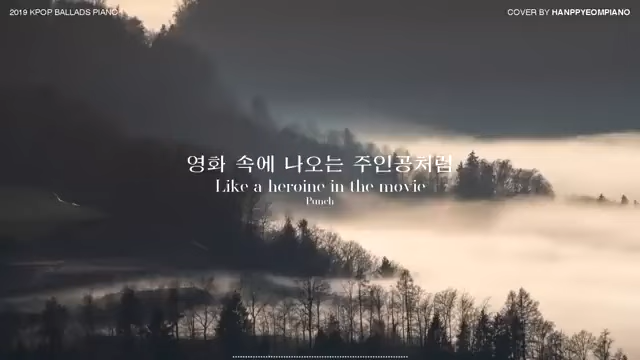 2019 KPOP BALLADS PIANO
COVER BY HANPPYEOMPIANO
영화 속에 나오는 주인공처럼
Like a heroine in the movie
Punch